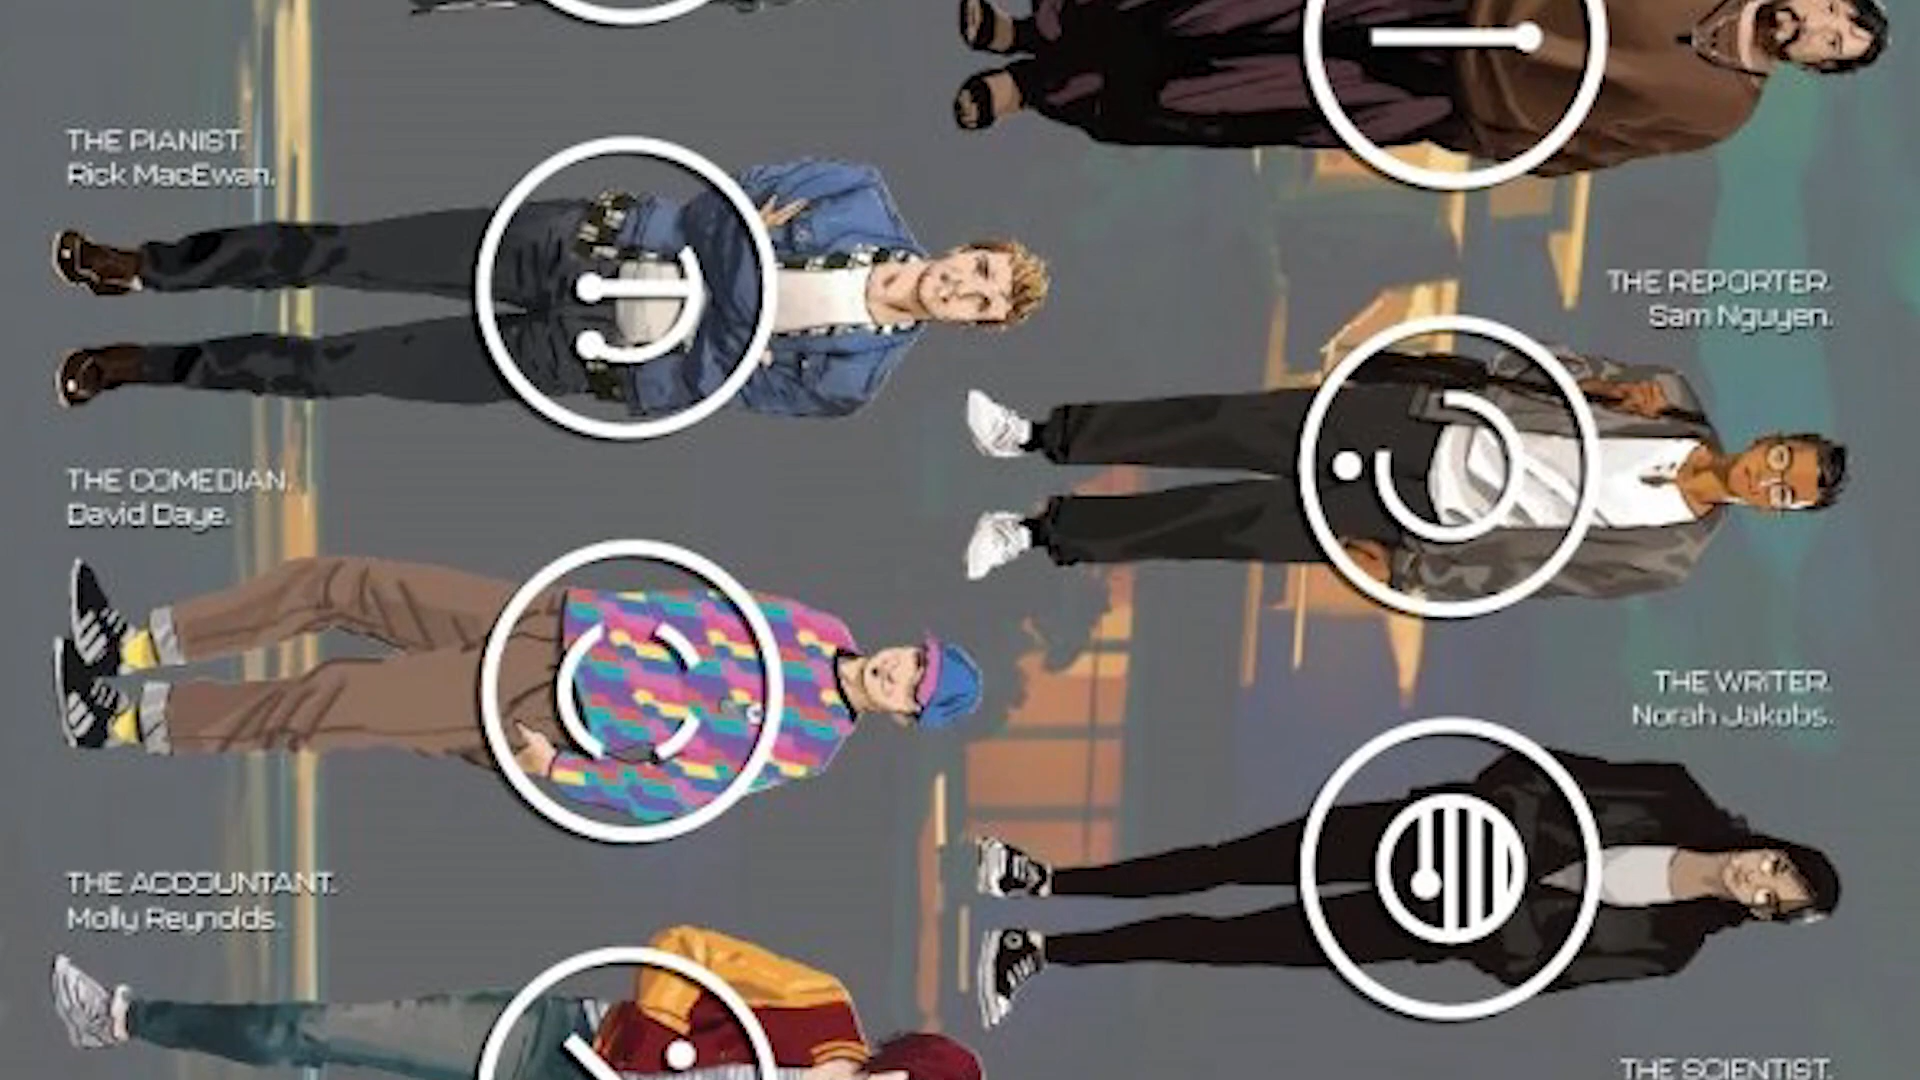 THE PIANIST.
Rick MacEwan.
THE REPORTER.
Sam Nguyen.
THE COMEDIAN.
David Daye.
THE WRITER.
Norah Jakobs.
THE ACCOUNTANT.
Molly Reynolds.
THE SCIENTIST.